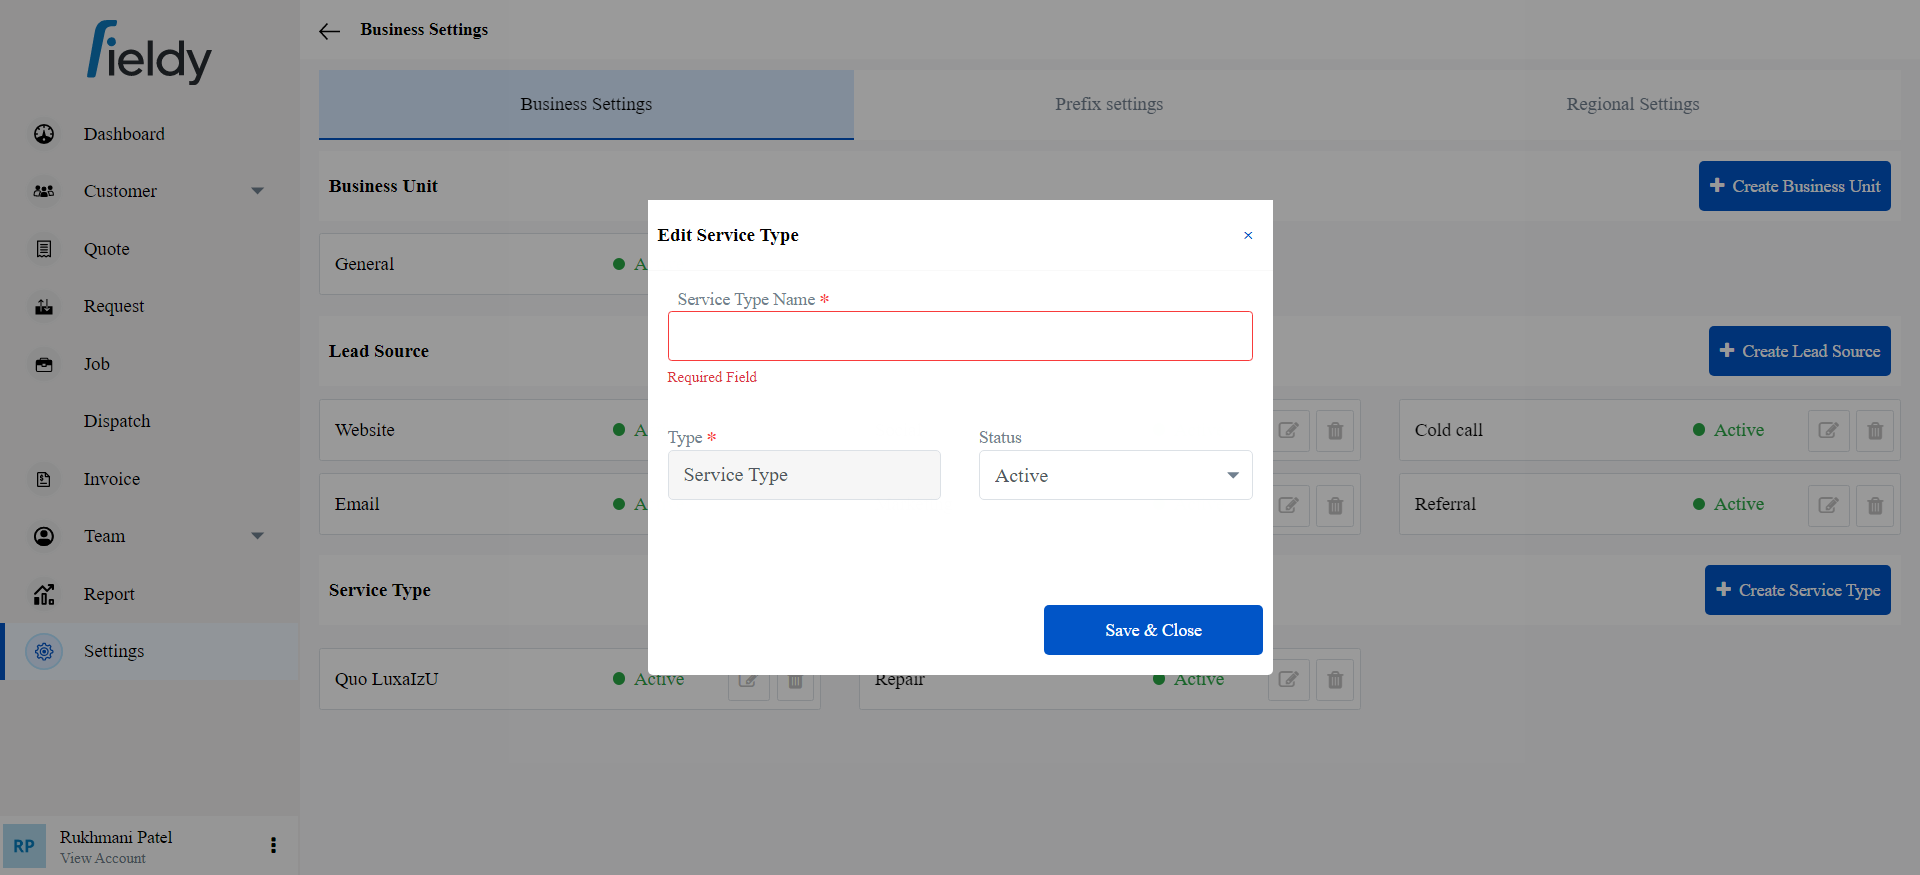 fieldy
Dashboard
Customer
Quote
Request
Job
Dispatch
Invoice
Team
Report
Settings
RP
Rukhmani Patel
View Account
Business Settings
Business Settings
Prefix settings
Regional Settings
Business Unit
Create Business Unit
General
A
Lead Source
Create Lead Source
Website
A
Cold call
Active
Email
A
Referral
Active
Service Type
Create Service Type
Quo LuxaIzU
Active
Repair
Active
Edit Service Type
×
Service Type Name *
Required Field
Type *
Status
Service Type
Active
Save & Close